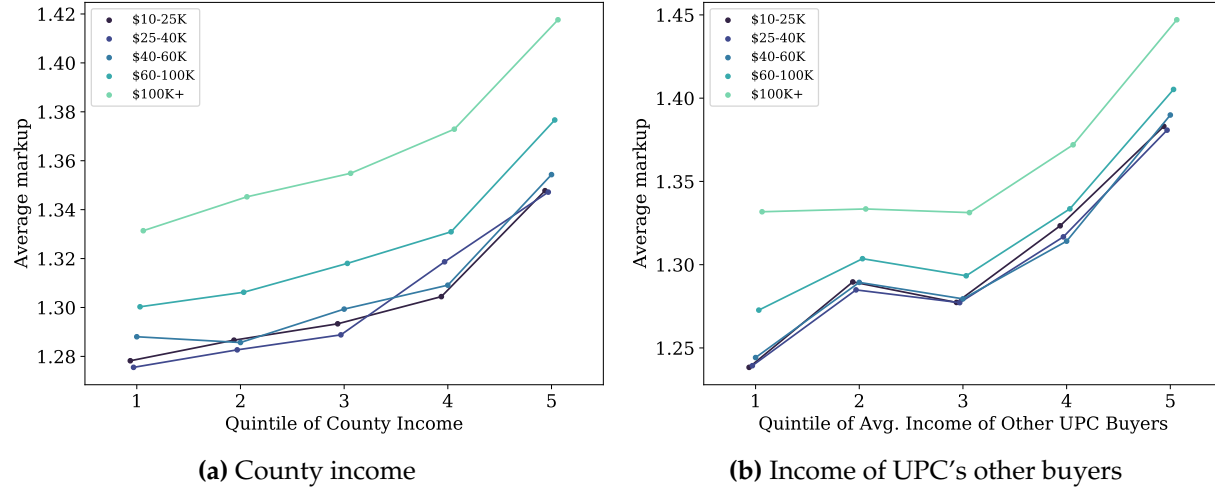 1.42
1.40
1.38
1.36
1.34
1.32
1.30
1.28
Average markup
$10-25K
$25-40K
$40-60K
$60-100K
$100K+
1 2 3 4 5
Quintile of County Income
(a) County income
1.45
1.40
1.35
1.30
1.25
Average markup
$10-25K
$25-40K
$40-60K
$60-100K
$100K+
1 2 3 4 5
Quintile of Avg. Income of Other UPC Buyers
(b) Income of UPC's other buyers